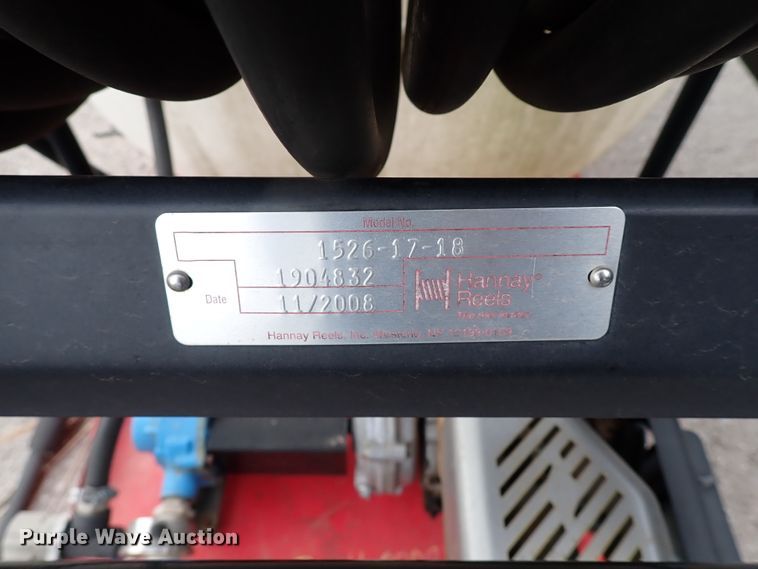 Model No.
1526-17-18
1904832
Date 11/2008
Hannay®
Reels
Hannay Reels, Inc.
Purple Wave Auction